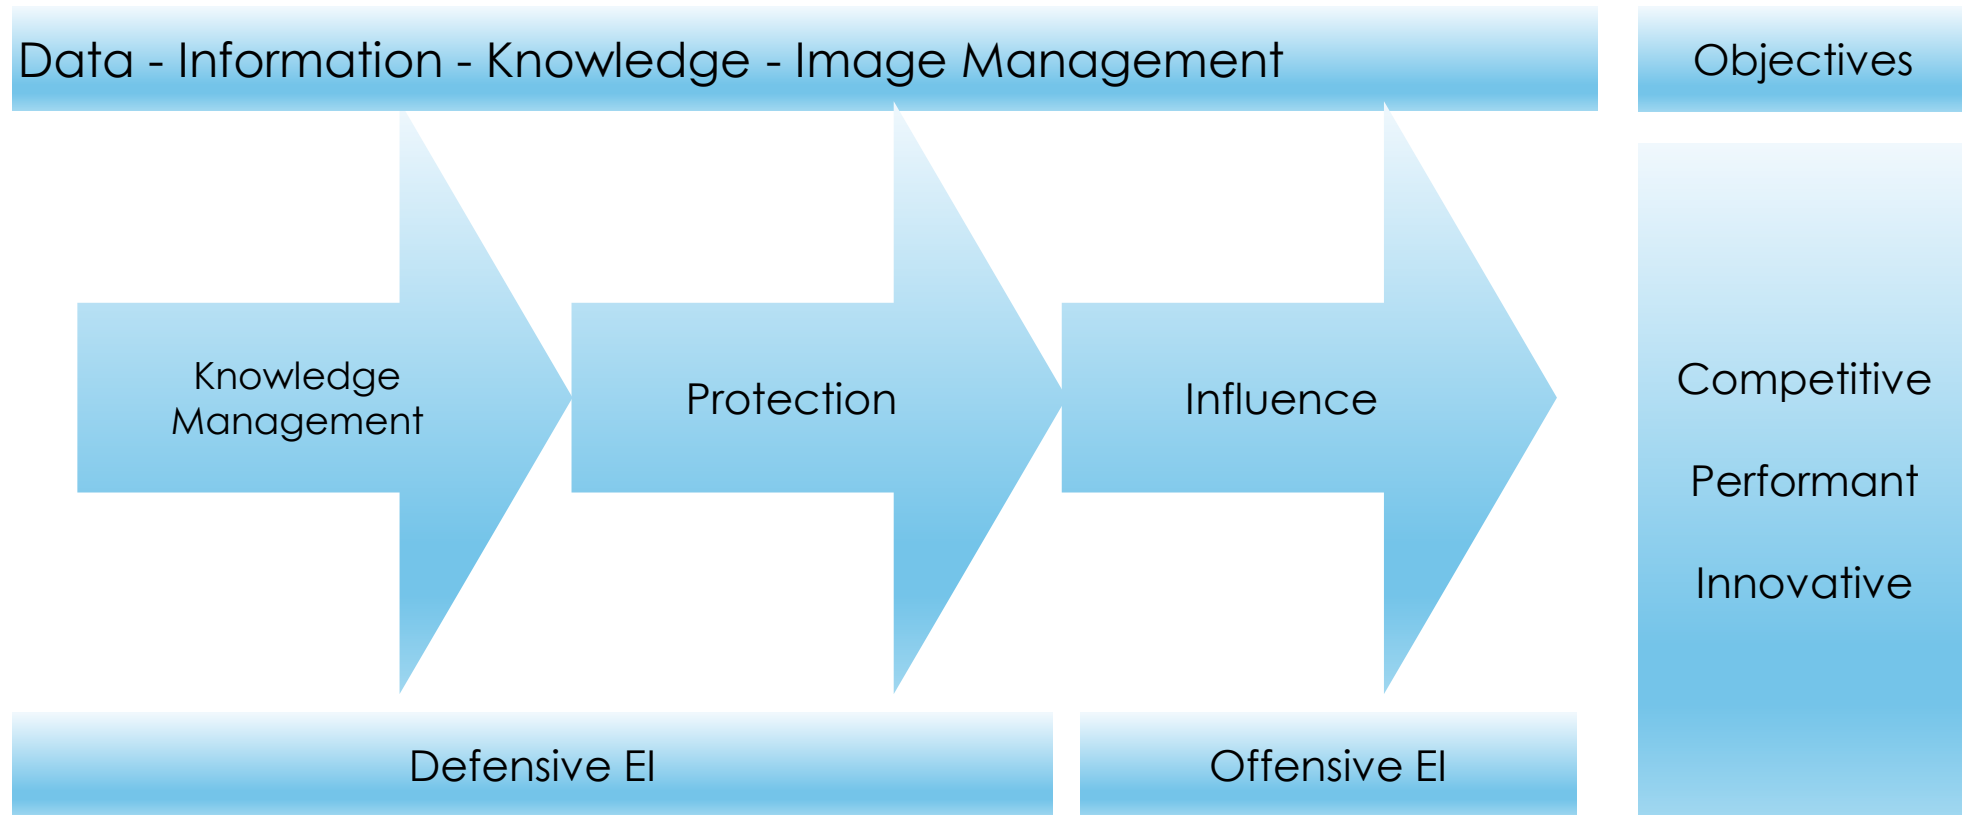 Data - Information - Knowledge - Image Management
Objectives
Knowledge
Management
Protection
Influence
Competitive
Performant
Innovative
Defensive EI
Offensive EI